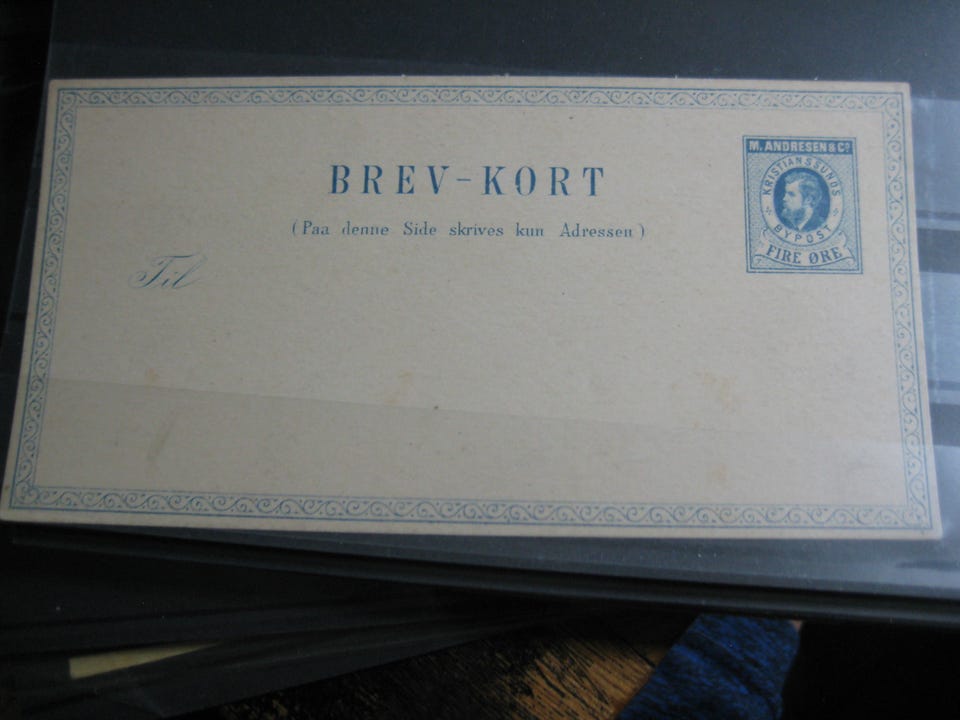 BREV-KORT
(Paa denne Side skrives kun Adressen)
Til
M. ANDRESEN & Cº
KRISTIANSSUNDS
BYPOST
FIRE ØRE